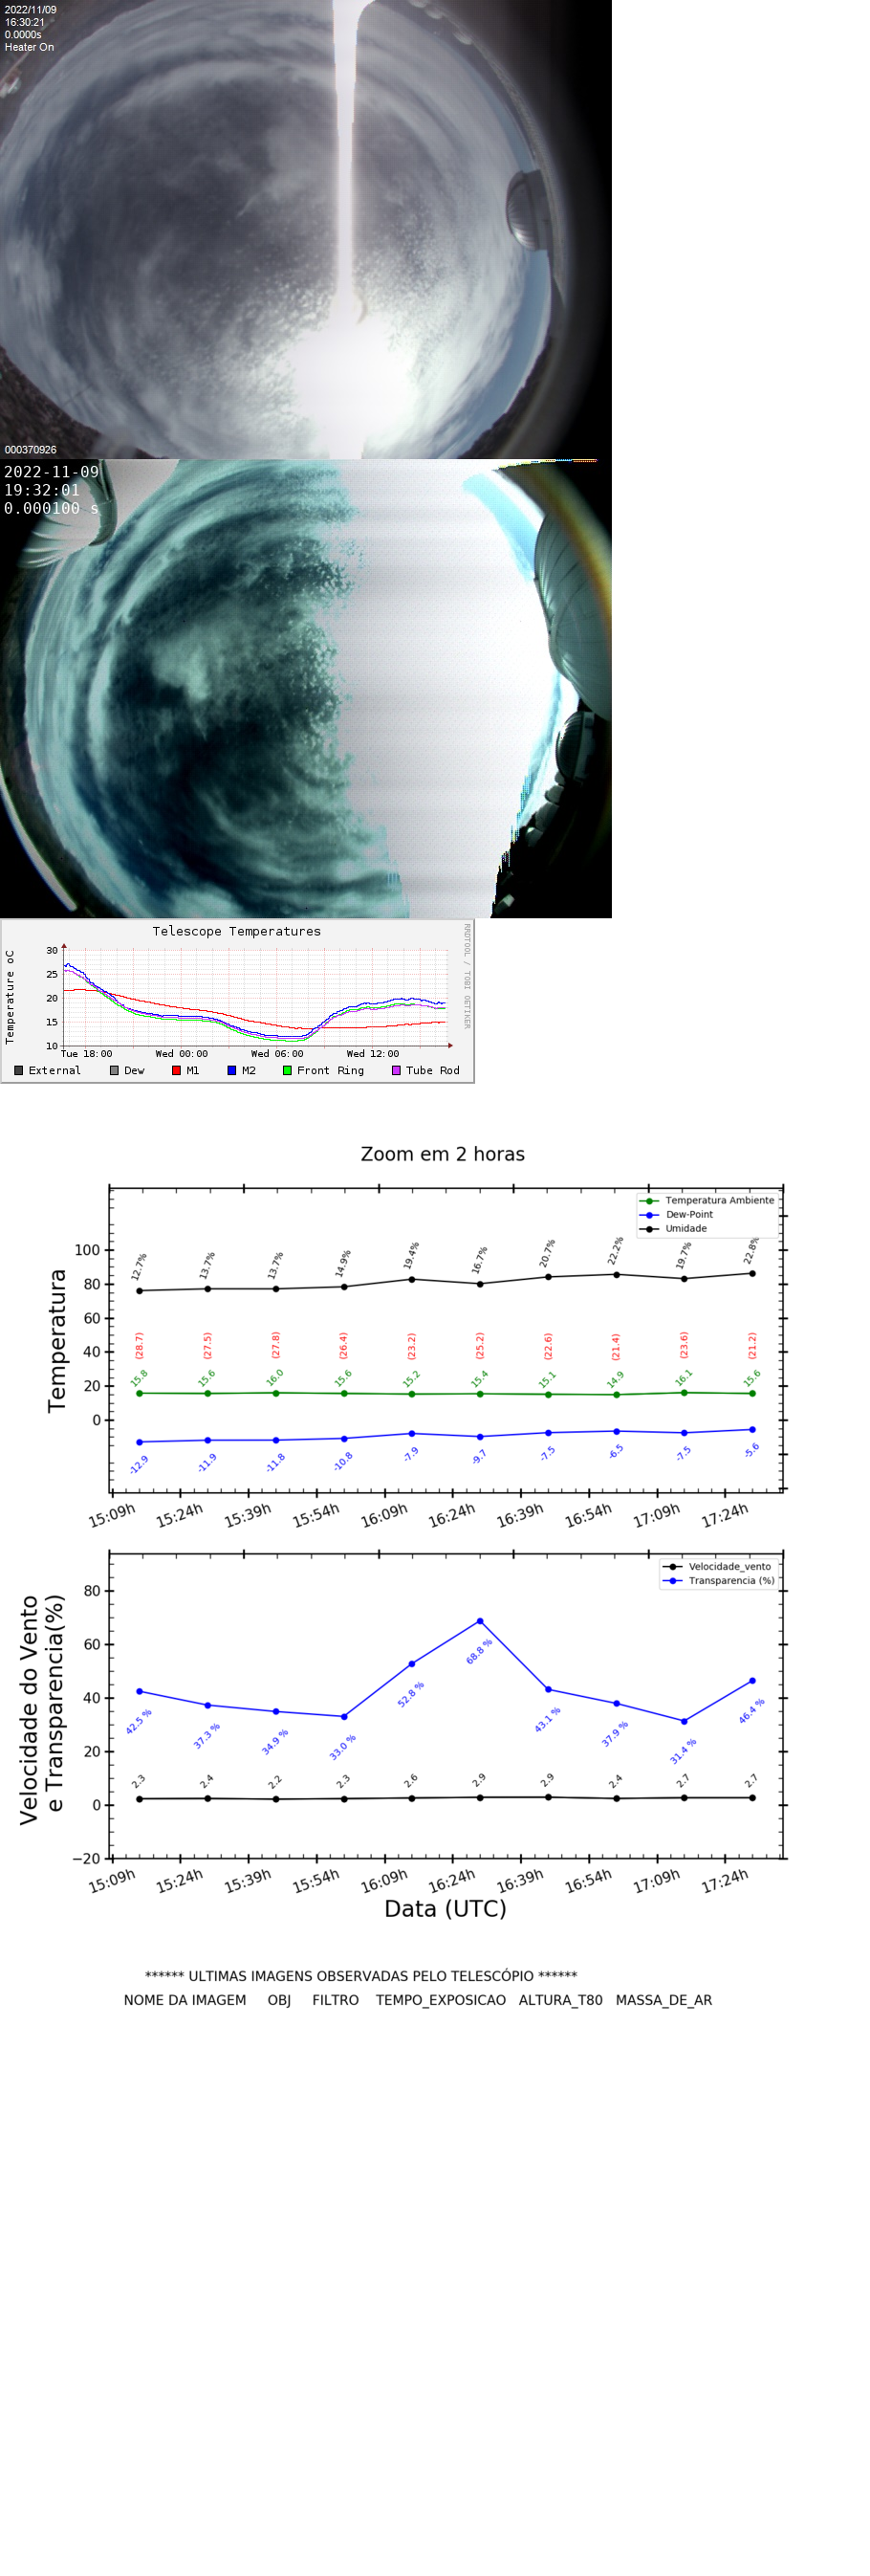 2022/11/09
16:30:21
0.0000s
Heater On
000370926
2022-11-09
19:32:01
0.000100 s
Telescope Temperatures
RRDTOOL / TOBI OETIKER
Temperature oC
30
25
20
15
10
Tue 18:00 Wed 00:00 Wed 06:00 Wed 12:00
External Dew M1 M2 Front Ring Tube Rod
Zoom em 2 horas
Temperatura Ambiente
Dew-Point
Umidade
Temperatura
100
80
60
40
20
0
12.7% 13.7% 13.7% 14.9% 19.4% 16.7% 20.7% 22.2% 19.7% 22.8%
(28.7) (27.5) (27.8) (26.4) (23.2) (25.2) (22.6) (21.4) (23.6) (21.2)
15.8 15.6 16.0 15.6 15.2 15.4 15.1 14.9 16.1 15.6
-12.9 -11.9 -11.8 -10.8 -7.9 -9.7 -7.5 -6.5 -7.5 -5.6
15:09h 15:24h 15:39h 15:54h 16:09h 16:24h 16:39h 16:54h 17:09h 17:24h
Velocidade_vento
Transparencia (%)
Velocidade do Vento
e Transparencia(%)
80
60
40
20
0
−20
42.5 % 37.3 % 34.9 % 33.0 % 52.8 % 68.8 % 43.1 % 37.9 % 31.4 % 46.4 %
2.3 2.4 2.2 2.3 2.6 2.9 2.9 2.4 2.7 2.7
15:09h 15:24h 15:39h 15:54h 16:09h 16:24h 16:39h 16:54h 17:09h 17:24h
Data (UTC)
****** ULTIMAS IMAGENS OBSERVADAS PELO TELESCÓPIO ******
NOME DA IMAGEM OBJ FILTRO TEMPO_EXPOSICAO ALTURA_T80 MASSA_DE_AR